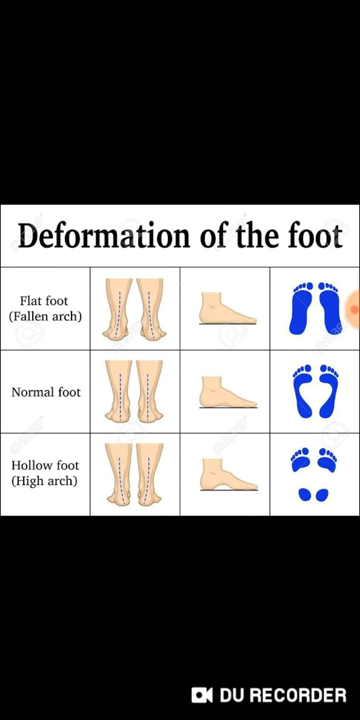 Deformation of the foot
Flat foot
(Fallen arch)
Normal foot
Hollow foot
(High arch)
DU RECORDER